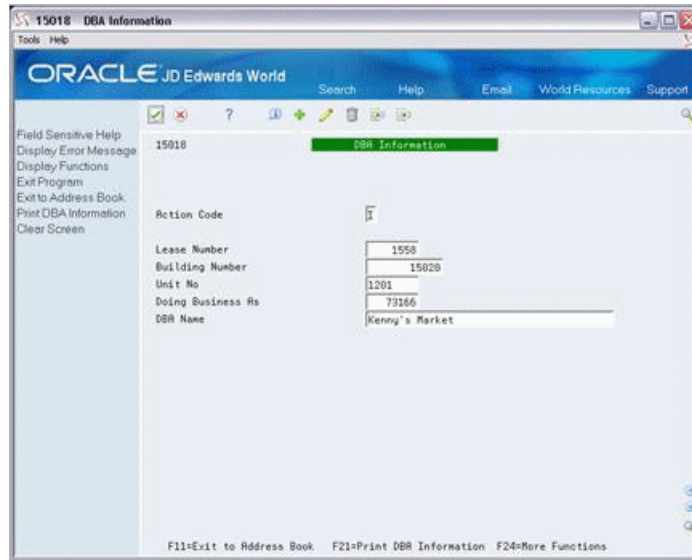 15018 DBA Information
Tools Help
ORACLE JD Edwards World
Search Help Email World Resources Support
Field Sensitive Help
Display Error Message
Display Functions
Exit Program
Exit to Address Book
Print DBA Information
Clear Screen
15018 DBA Information
Action Code I
Lease Number 1558
Building Number 15020
Unit No 1201
Doing Business As 73166
DBA Name Kenny's Market
F11=Exit to Address Book F21=Print DBA Information F24=More Functions